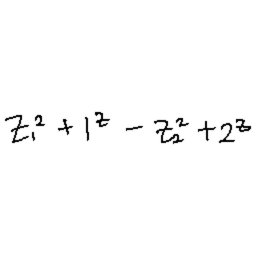 z₁² + 1ᶻ - z₂² + 2ᶻ